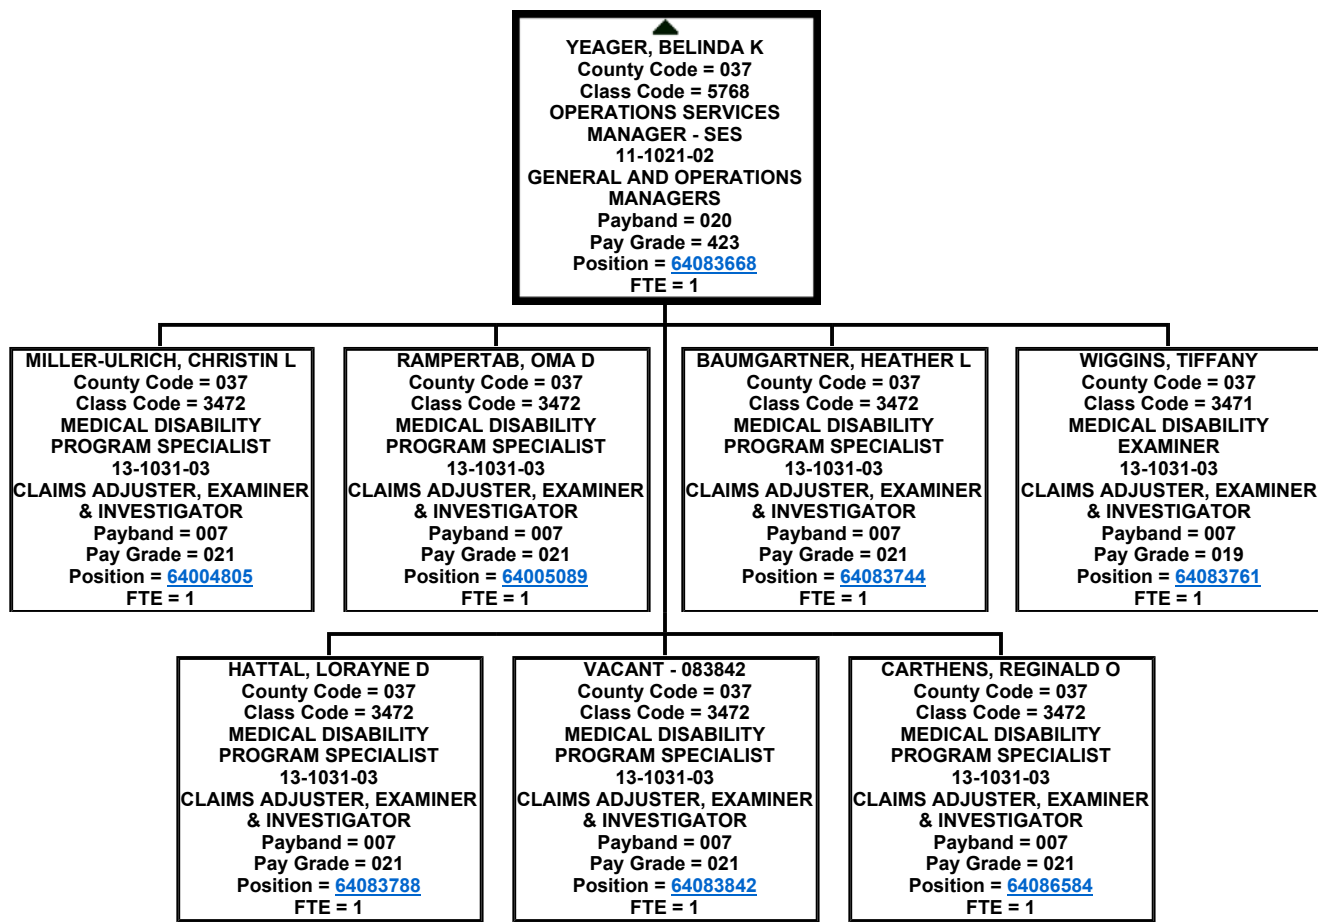 YEAGER, BELINDA K
County Code = 037
Class Code = 5768
OPERATIONS SERVICES
MANAGER - SES
11-1021-02
GENERAL AND OPERATIONS
MANAGERS
Payband = 020
Pay Grade = 423
Position = 64083668
FTE = 1
MILLER-ULRICH, CHRISTIN L
County Code = 037
Class Code = 3472
MEDICAL DISABILITY
PROGRAM SPECIALIST
13-1031-03
CLAIMS ADJUSTER, EXAMINER
& INVESTIGATOR
Payband = 007
Pay Grade = 021
Position = 64004805
FTE = 1
RAMPERTAB, OMA D
County Code = 037
Class Code = 3472
MEDICAL DISABILITY
PROGRAM SPECIALIST
13-1031-03
CLAIMS ADJUSTER, EXAMINER
& INVESTIGATOR
Payband = 007
Pay Grade = 021
Position = 64005089
FTE = 1
BAUMGARTNER, HEATHER L
County Code = 037
Class Code = 3472
MEDICAL DISABILITY
PROGRAM SPECIALIST
13-1031-03
CLAIMS ADJUSTER, EXAMINER
& INVESTIGATOR
Payband = 007
Pay Grade = 021
Position = 64083744
FTE = 1
WIGGINS, TIFFANY
County Code = 037
Class Code = 3471
MEDICAL DISABILITY
EXAMINER
13-1031-03
CLAIMS ADJUSTER, EXAMINER
& INVESTIGATOR
Payband = 007
Pay Grade = 019
Position = 64083761
FTE = 1
HATTAL, LORAYNE D
County Code = 037
Class Code = 3472
MEDICAL DISABILITY
PROGRAM SPECIALIST
13-1031-03
CLAIMS ADJUSTER, EXAMINER
& INVESTIGATOR
Payband = 007
Pay Grade = 021
Position = 64083788
FTE = 1
VACANT - 083842
County Code = 037
Class Code = 3472
MEDICAL DISABILITY
PROGRAM SPECIALIST
13-1031-03
CLAIMS ADJUSTER, EXAMINER
& INVESTIGATOR
Payband = 007
Pay Grade = 021
Position = 64083842
FTE = 1
CARTHENS, REGINALD O
County Code = 037
Class Code = 3472
MEDICAL DISABILITY
PROGRAM SPECIALIST
13-1031-03
CLAIMS ADJUSTER, EXAMINER
& INVESTIGATOR
Payband = 007
Pay Grade = 021
Position = 64086584
FTE = 1